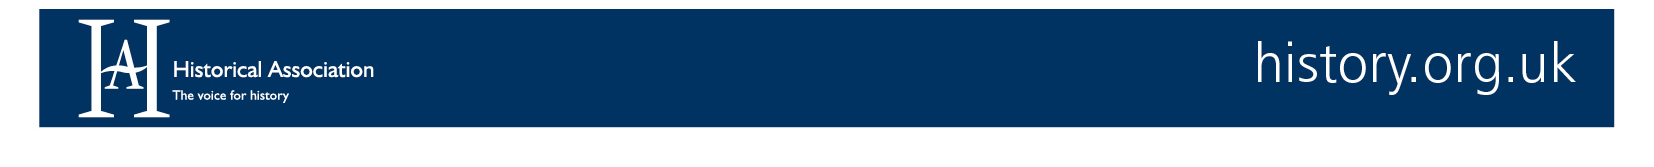 HA
Historical Association
The voice for history
history.org.uk